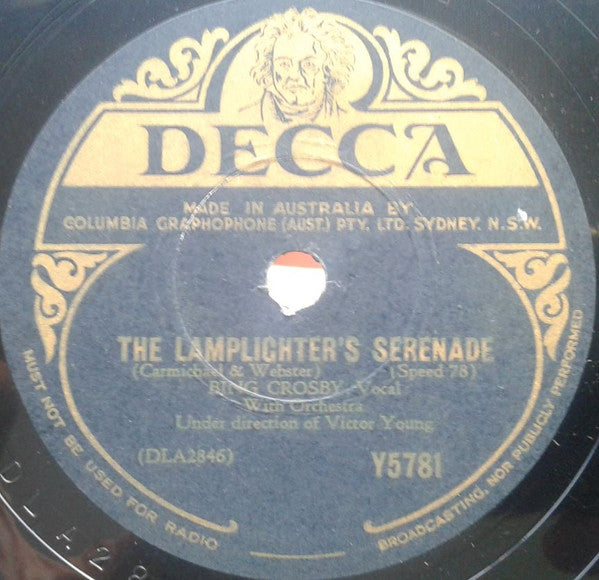 DECCA
MADE IN AUSTRALIA BY
COLUMBIA GRAPHOPHONE (AUST.) PTY. LTD. SYDNEY. N.S.W.
THE LAMPLIGHTER'S SERENADE
(Carmichael & Webster) (Speed 78)
BING CROSBY, Vocal
With Orchestra
Under direction of Victor Young
(DLA2846) Y5781
MUST NOT BE USED FOR RADIO BROADCASTING, NOR PUBLICLY PERFORMED
DLA28